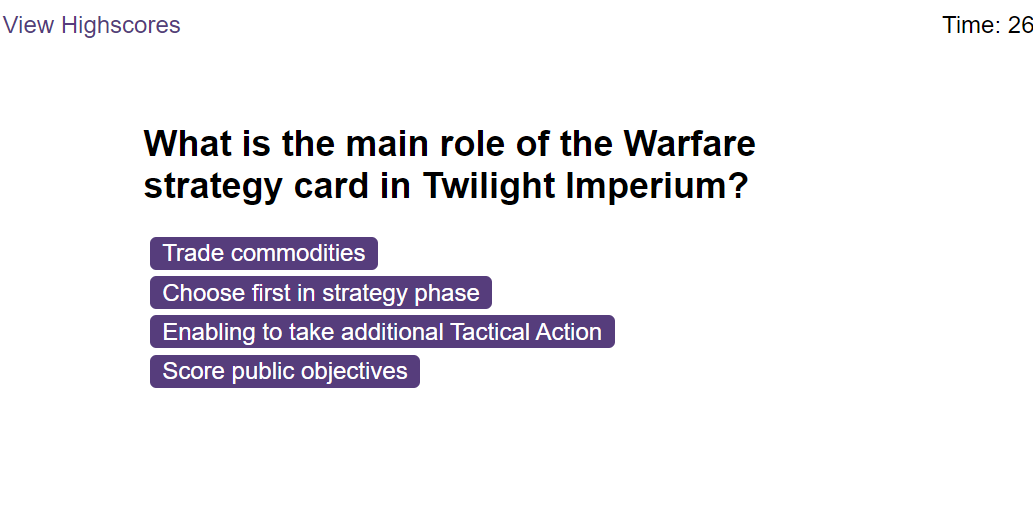 View Highscores
Time: 26
What is the main role of the Warfare
strategy card in Twilight Imperium?
Trade commodities
Choose first in strategy phase
Enabling to take additional Tactical Action
Score public objectives